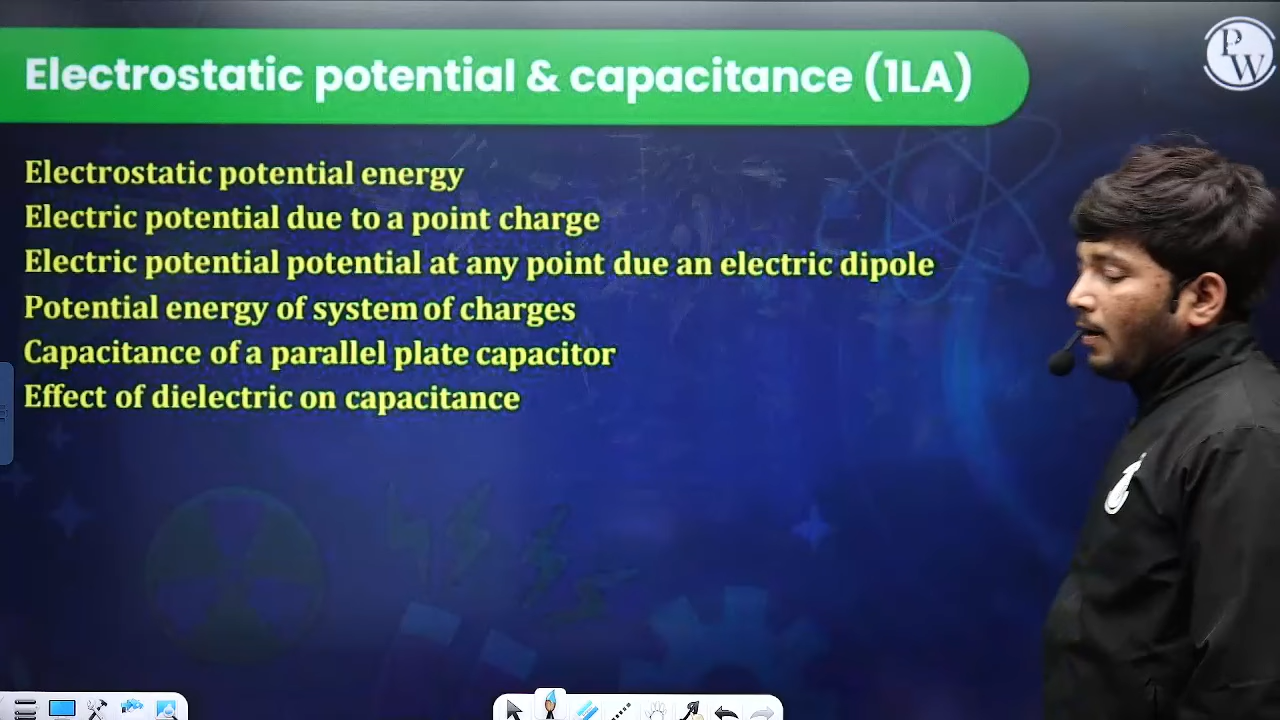 Electrostatic potential & capacitance (1LA)
PW
Electrostatic potential energy
Electric potential due to a point charge
Electric potential potential at any point due an electric dipole
Potential energy of system of charges
Capacitance of a parallel plate capacitor
Effect of dielectric on capacitance